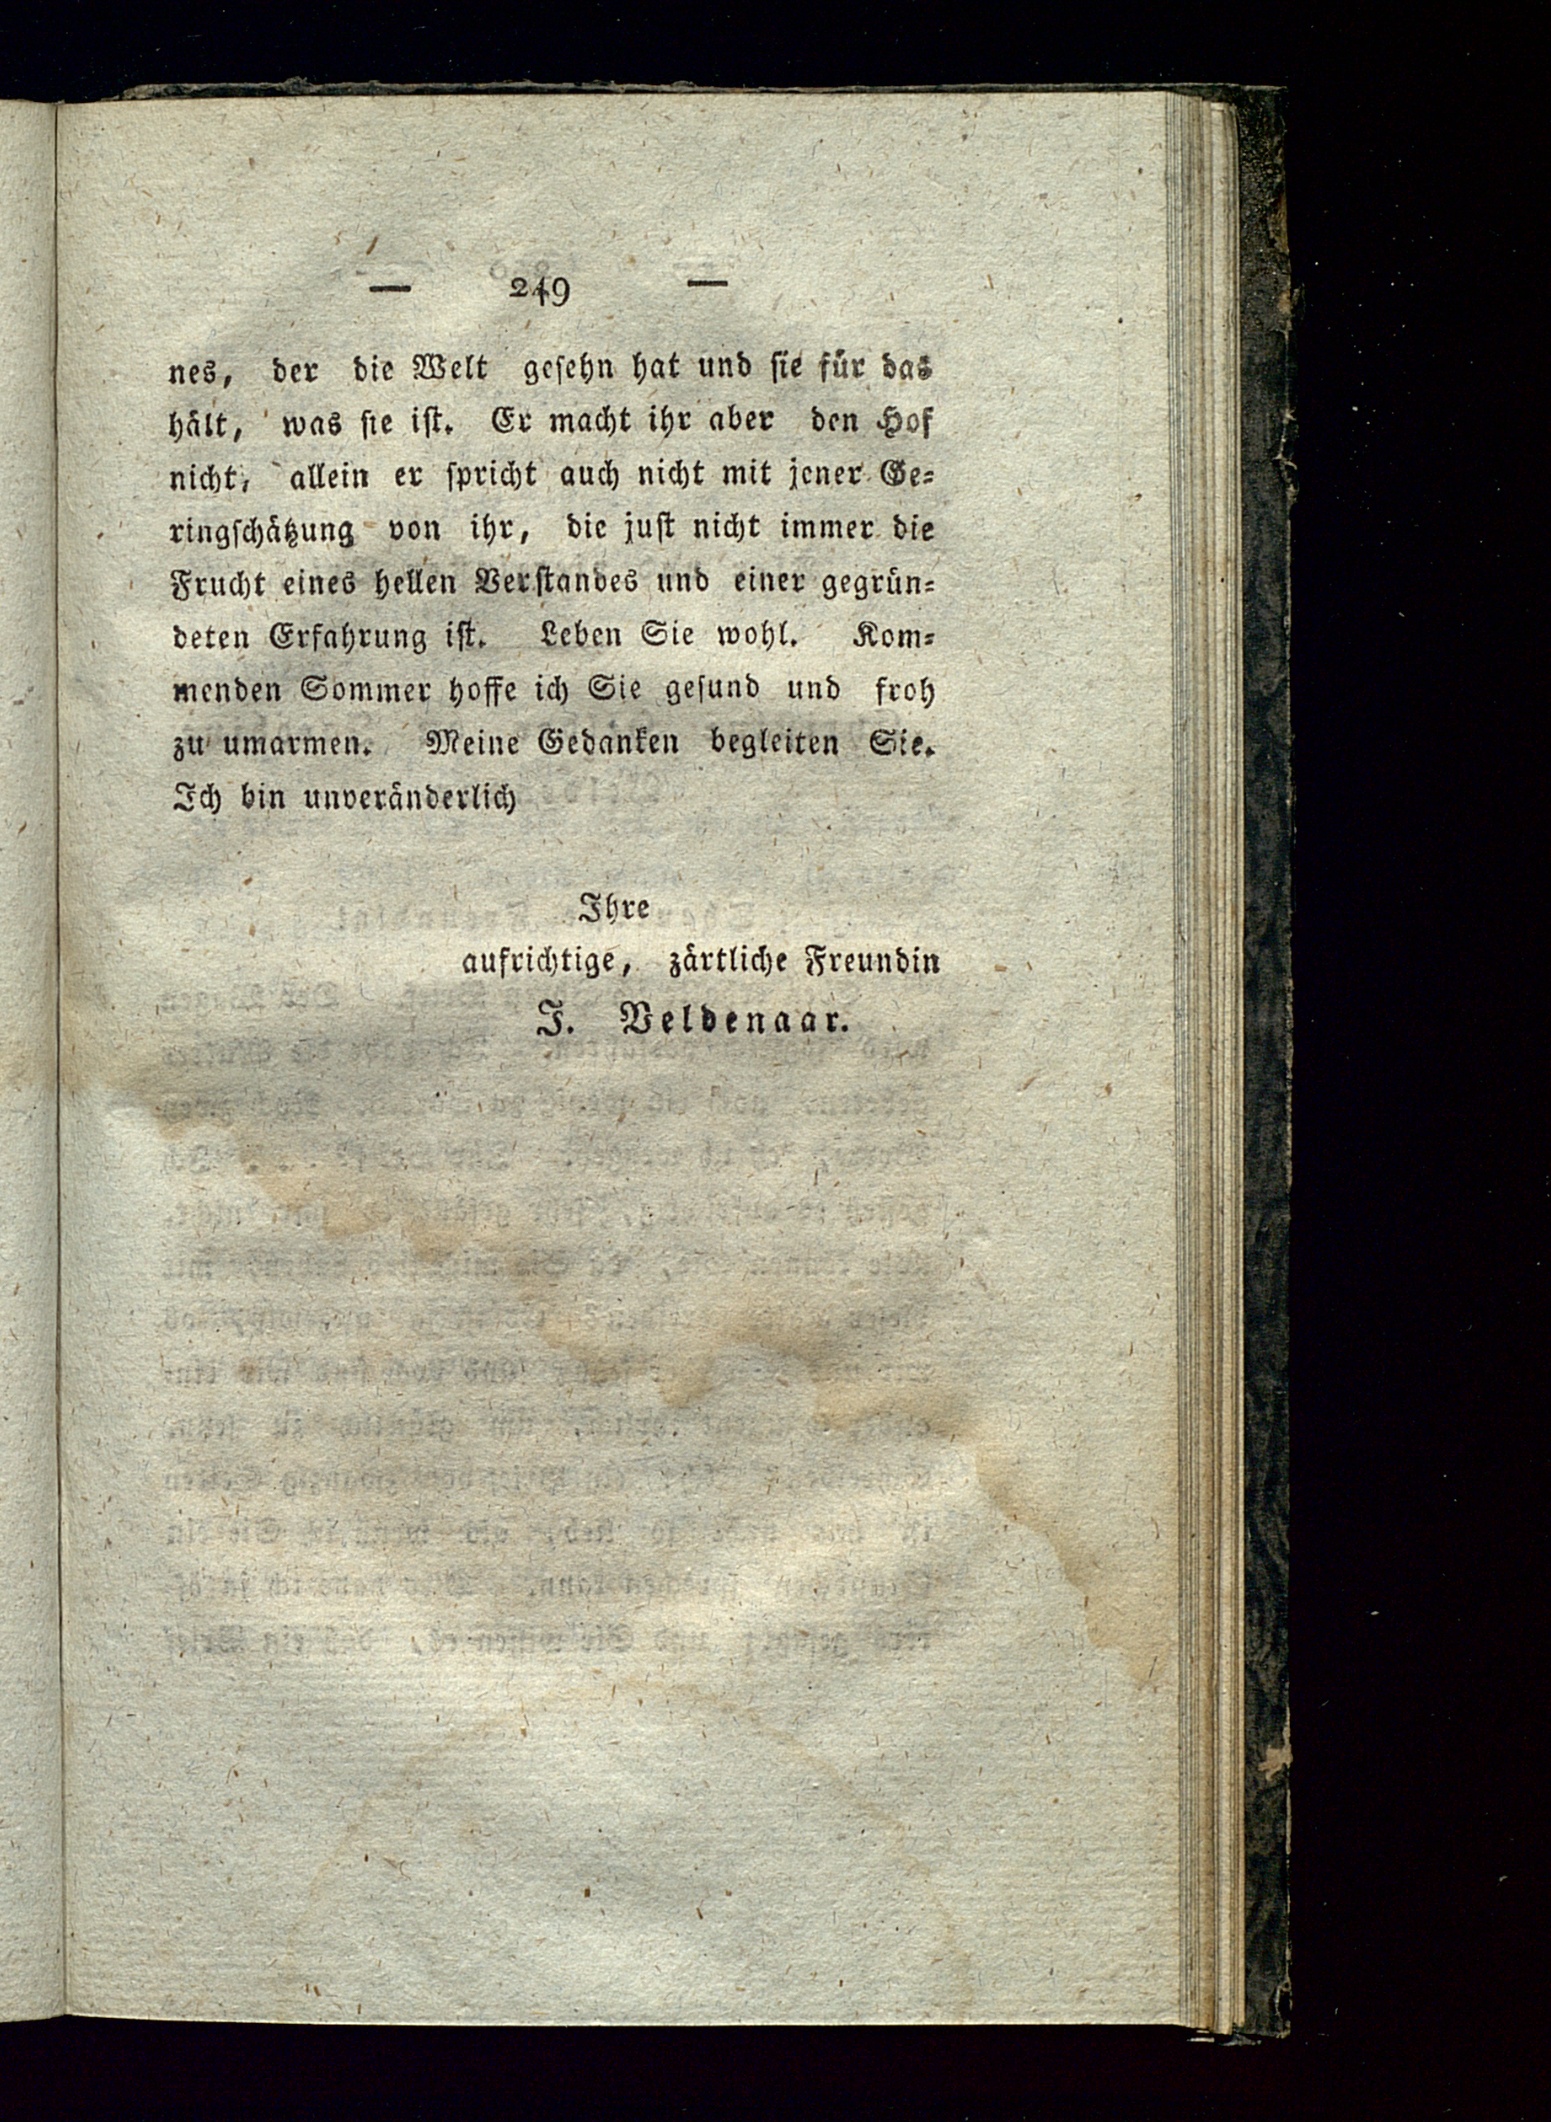 — 249 —
nes, der die Welt gesehn hat und sie für das
hält, was sie ist. Er macht ihr aber den Hof
nicht, allein er spricht auch nicht mit jener Ge-
ringschätzung von ihr, die just nicht immer die
Frucht eines hellen Verstandes und einer gegrün-
deten Erfahrung ist. Leben Sie wohl. Kom-
menden Sommer hoffe ich Sie gesund und froh
zu umarmen. Meine Gedanken begleiten Sie.
Ich bin unveränderlich
Ihre
aufrichtige, zärtliche Freundin
J. Veldenaar.